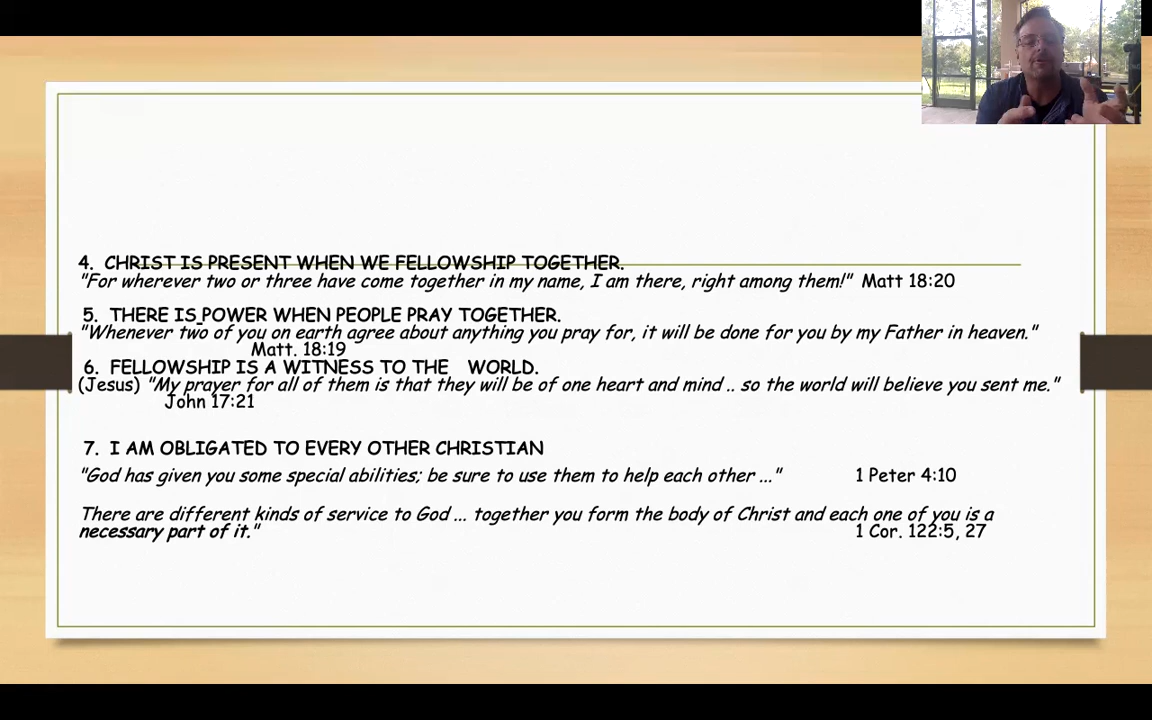 4. CHRIST IS PRESENT WHEN WE FELLOWSHIP TOGETHER.
"For wherever two or three have come together in my name, I am there, right among them!" Matt 18:20
5. THERE IS POWER WHEN PEOPLE PRAY TOGETHER.
"Whenever two of you on earth agree about anything you pray for, it will be done for you by my Father in heaven."
Matt. 18:19
6. FELLOWSHIP IS A WITNESS TO THE WORLD.
(Jesus) "My prayer for all of them is that they will be of one heart and mind .. so the world will believe you sent me."
John 17:21
7. I AM OBLIGATED TO EVERY OTHER CHRISTIAN
"God has given you some special abilities; be sure to use them to help each other ..." 1 Peter 4:10
There are different kinds of service to God ... together you form the body of Christ and each one of you is a
necessary part of it." 1 Cor. 122:5, 27